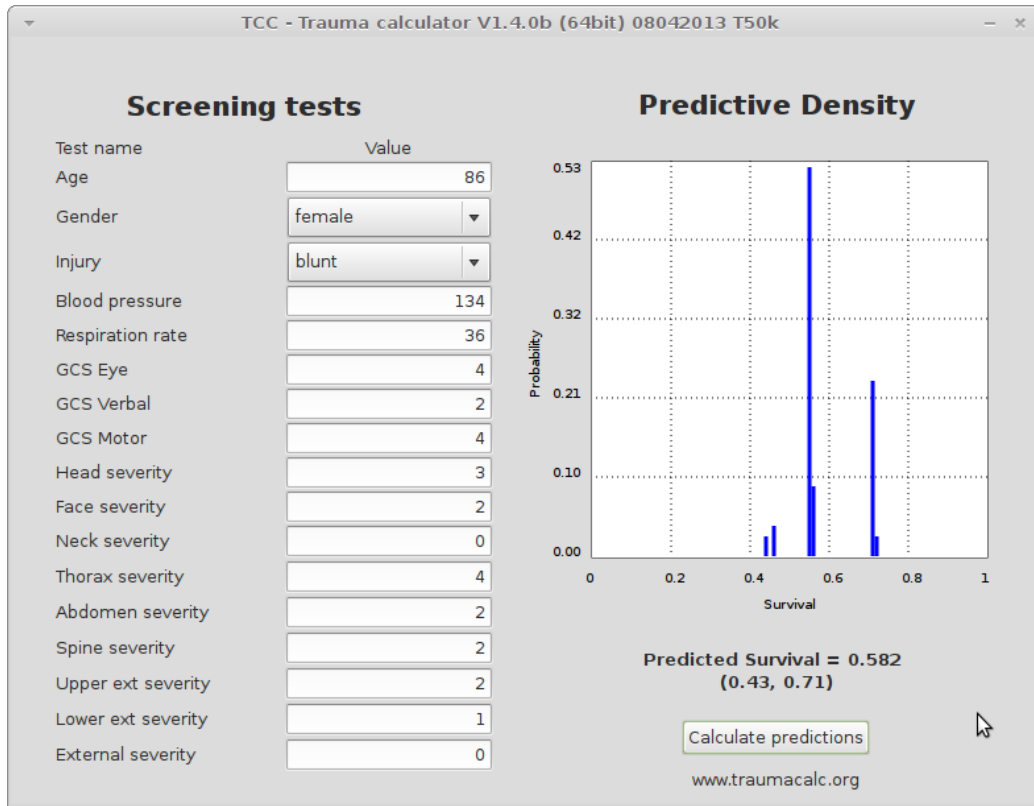 TCC - Trauma calculator V1.4.0b (64bit) 08042013 T50k
Screening tests
Test name Value
Age 86
Gender female
Injury blunt
Blood pressure 134
Respiration rate 36
GCS Eye 4
GCS Verbal 2
GCS Motor 4
Head severity 3
Face severity 2
Neck severity 0
Thorax severity 4
Abdomen severity 2
Spine severity 2
Upper ext severity 2
Lower ext severity 1
External severity 0
Predictive Density
0.53
0.42
0.32
0.21
0.10
0.00
Probability
0 0.2 0.4 0.6 0.8 1
Survival
Predicted Survival = 0.582
(0.43, 0.71)
Calculate predictions
www.traumacalc.org